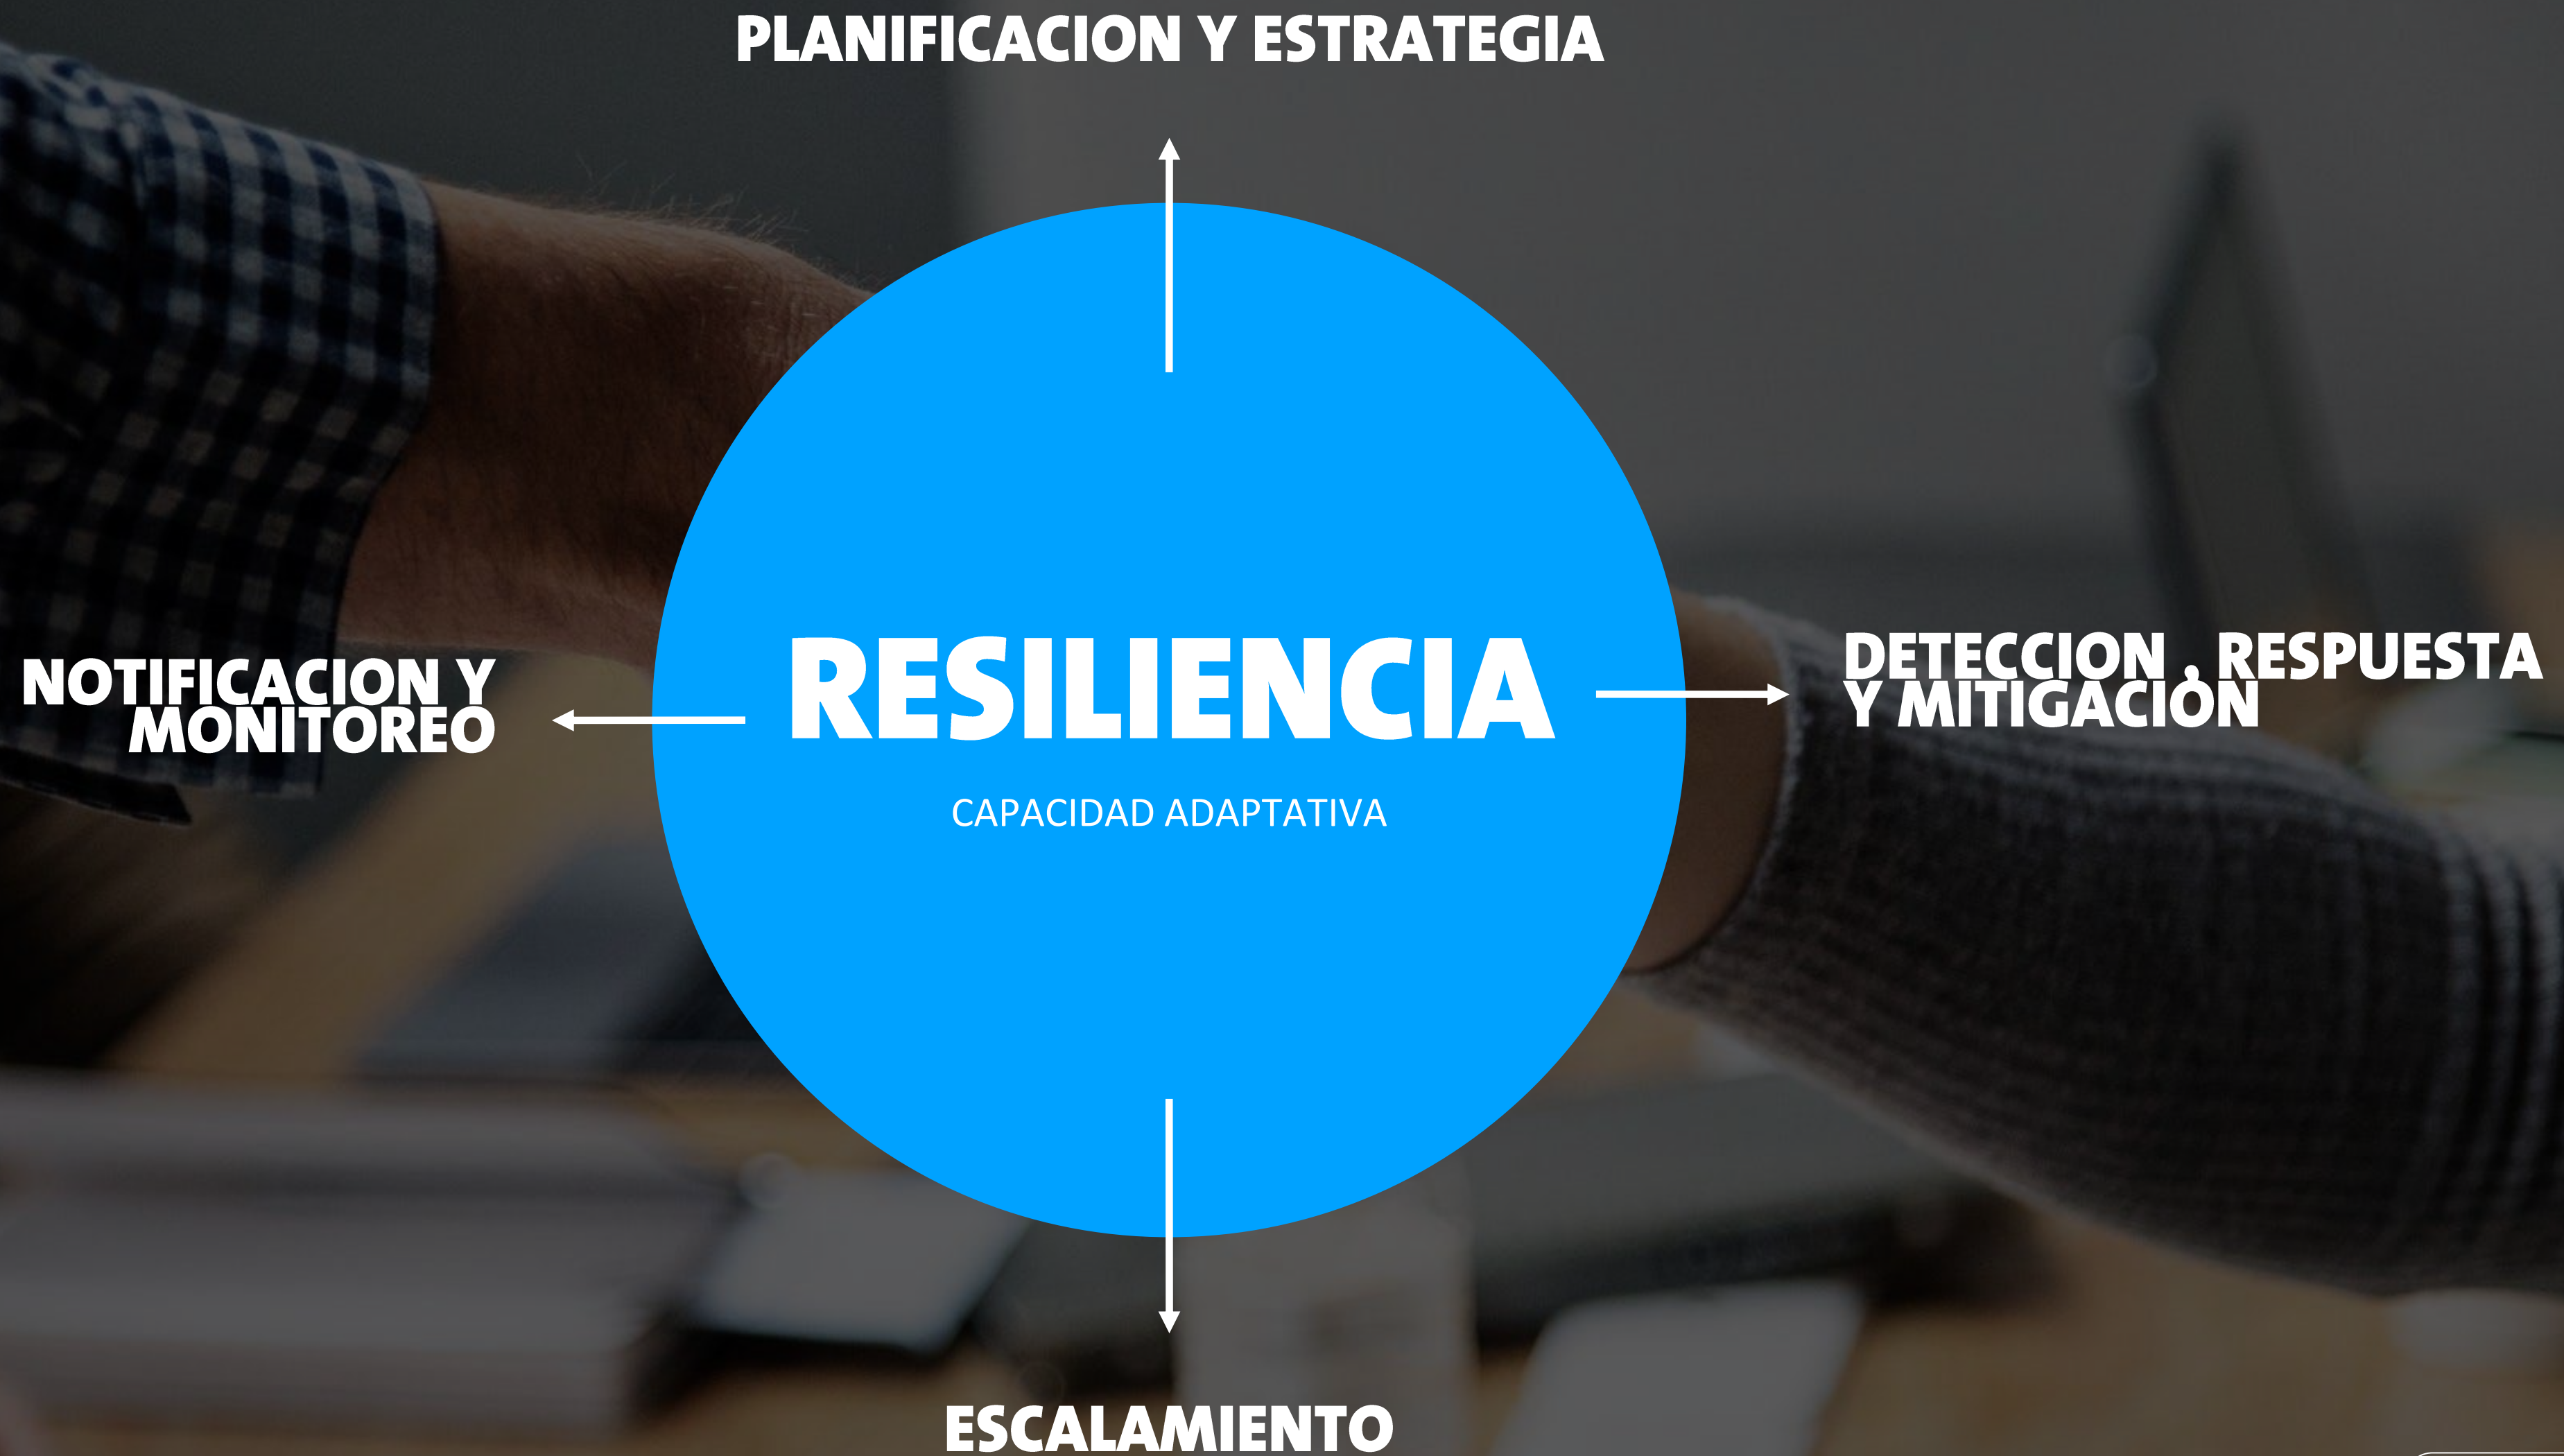 PLANIFICACION Y ESTRATEGIA
NOTIFICACION Y
MONITOREO
RESILIENCIA
CAPACIDAD ADAPTATIVA
DETECCION , RESPUESTA
Y MITIGACIÓN
ESCALAMIENTO